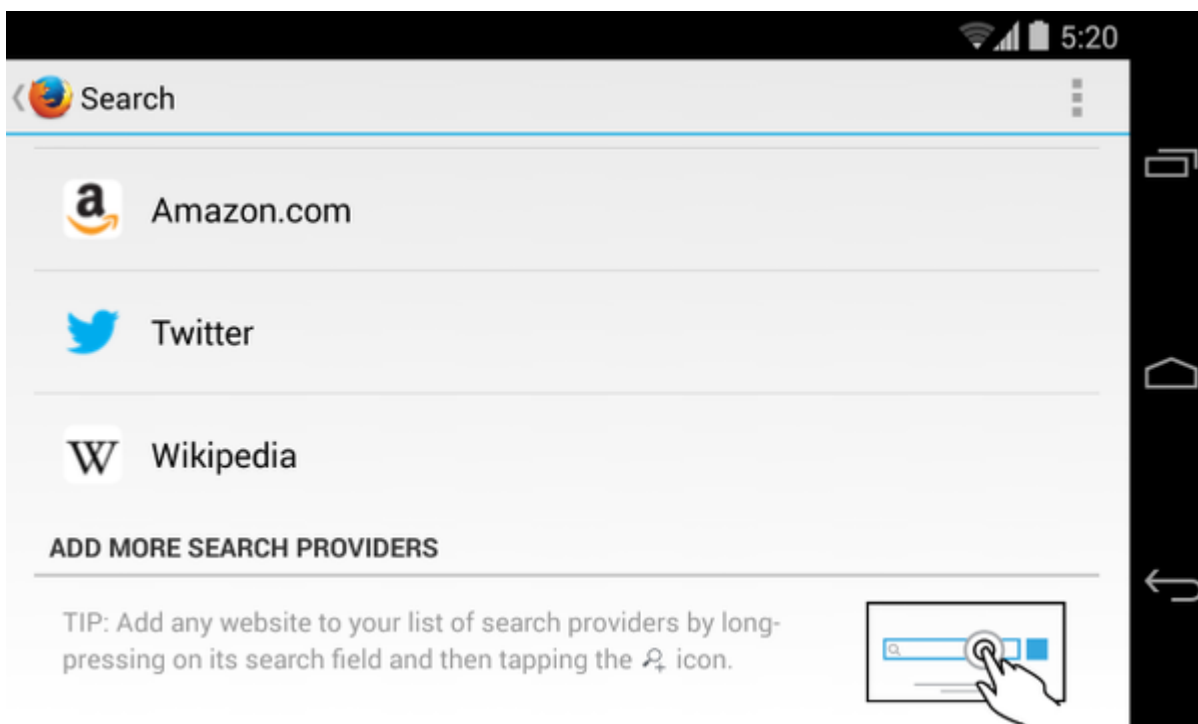 5:20
Search
Amazon.com
Twitter
Wikipedia
ADD MORE SEARCH PROVIDERS
TIP: Add any website to your list of search providers by long-
pressing on its search field and then tapping the icon.